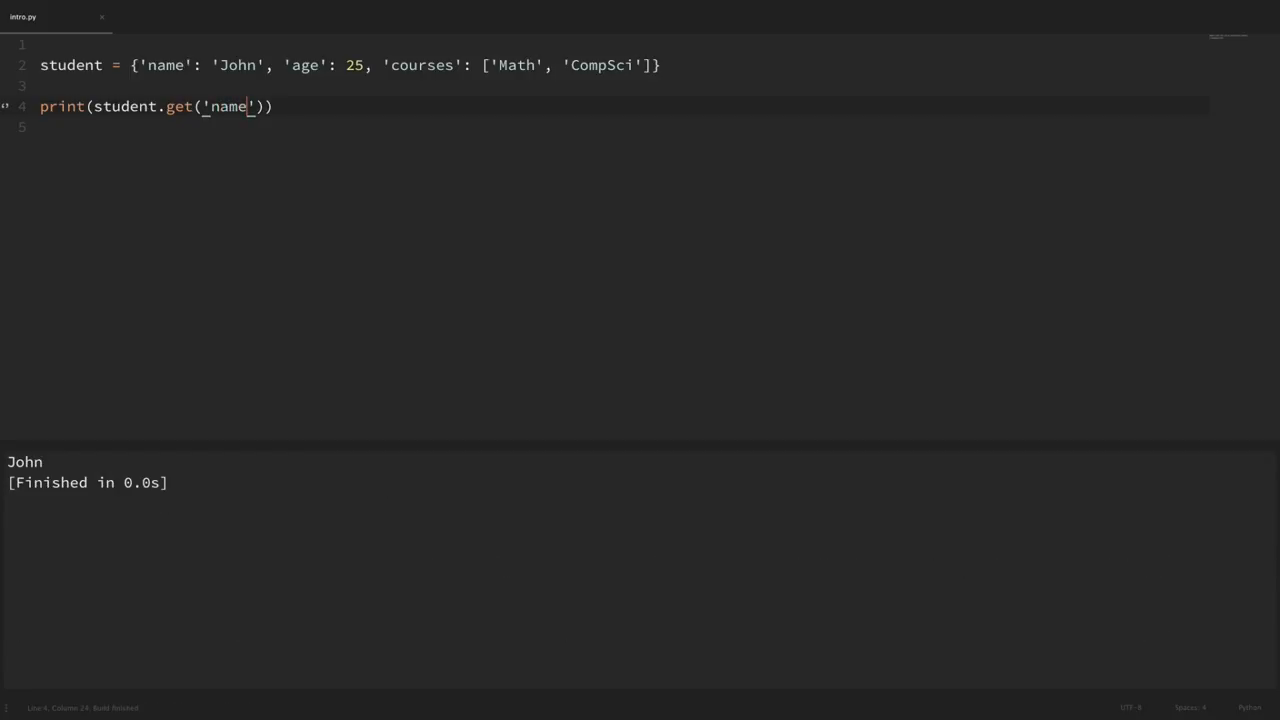 intro.py ×
1
2 student = {'name': 'John', 'age': 25, 'courses': ['Math', 'CompSci']}
3
4 print(student.get('name'))
5
John
[Finished in 0.0s]
Line 4, Column 24, Build finished UTF-8 Spaces: 4 Python